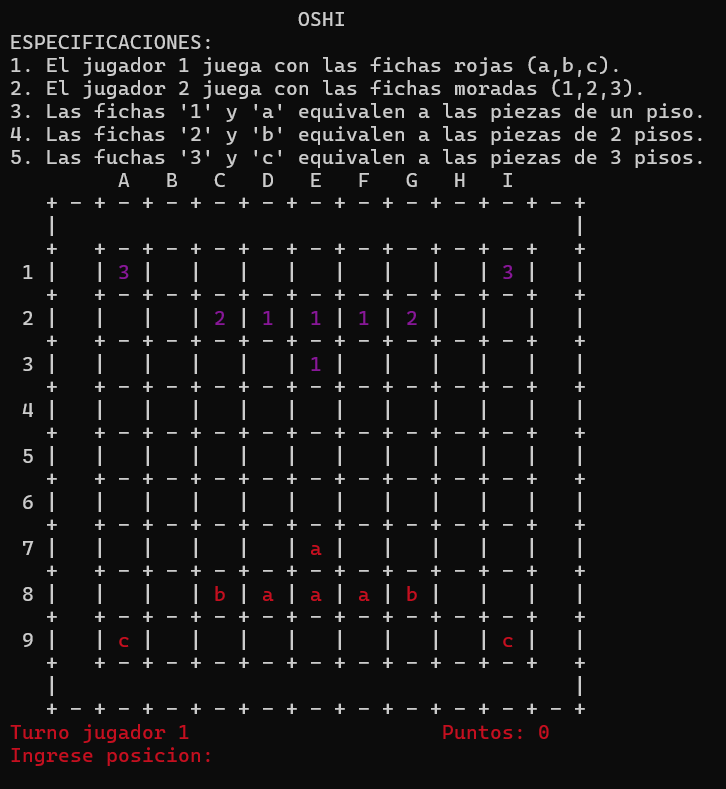 OSHI
ESPECIFICACIONES:
1. El jugador 1 juega con las fichas rojas (a,b,c).
2. El jugador 2 juega con las fichas moradas (1,2,3).
3. Las fichas '1' y 'a' equivalen a las piezas de un piso.
4. Las fichas '2' y 'b' equivalen a las piezas de 2 pisos.
5. Las fuchas '3' y 'c' equivalen a las piezas de 3 pisos.
A B C D E F G H I
+ - + - + - + - + - + - + - + - + - + - + - +
| |
+ + - + - + - + - + - + - + - + - + - + +
1 | | 3 | | | | | | | | 3 | |
+ + - + - + - + - + - + - + - + - + - + +
2 | | | | 2 | 1 | 1 | 1 | 2 | | | |
+ + - + - + - + - + - + - + - + - + - + +
3 | | | | | | 1 | | | | | |
+ + - + - + - + - + - + - + - + - + - + +
4 | | | | | | | | | | | |
+ + - + - + - + - + - + - + - + - + - + +
5 | | | | | | | | | | | |
+ + - + - + - + - + - + - + - + - + - + +
6 | | | | | | | | | | | |
+ + - + - + - + - + - + - + - + - + - + +
7 | | | | | | a | | | | | |
+ + - + - + - + - + - + - + - + - + - + +
8 | | | | b | a | a | a | b | | | |
+ + - + - + - + - + - + - + - + - + - + +
9 | | c | | | | | | | | c | |
+ + - + - + - + - + - + - + - + - + - + +
| |
+ - + - + - + - + - + - + - + - + - + - + - +
Turno jugador 1 Puntos: 0
Ingrese posicion: